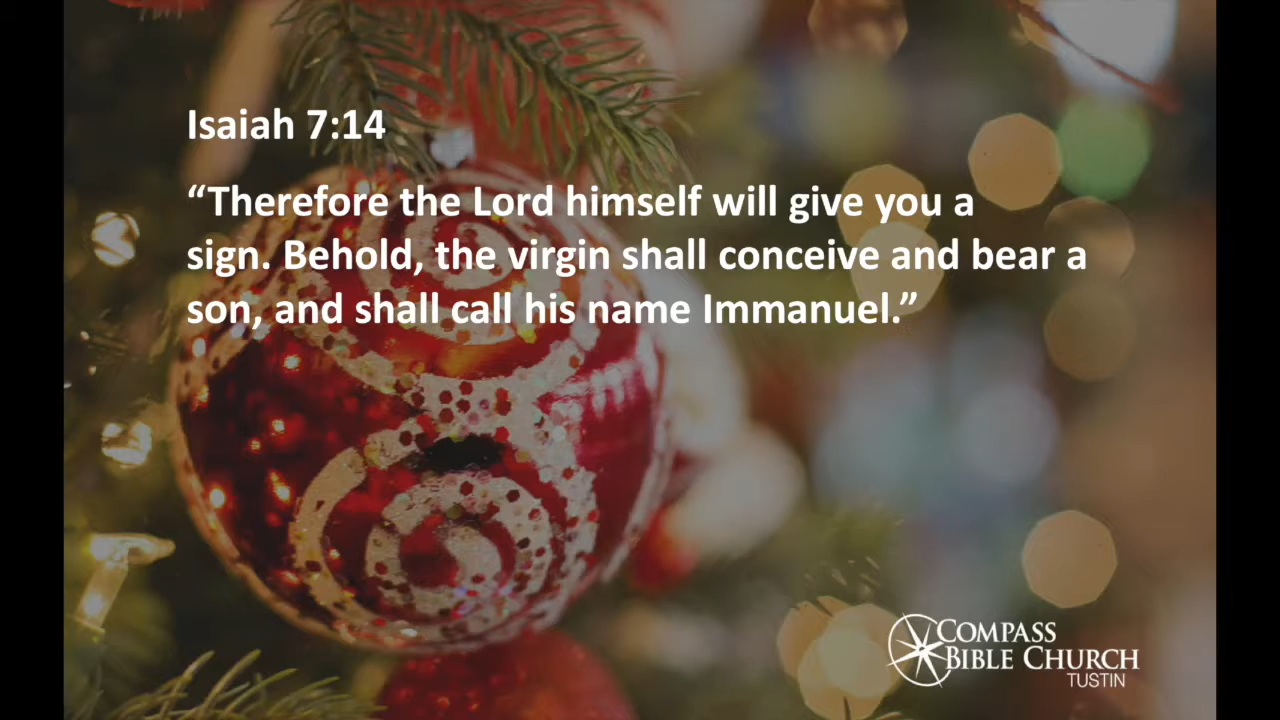 Isaiah 7:14
“Therefore the Lord himself will give you a
sign. Behold, the virgin shall conceive and bear a
son, and shall call his name Immanuel.”
COMPASS
BIBLE CHURCH
TUSTIN